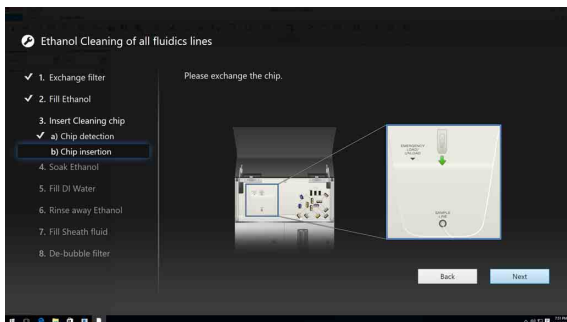 Ethanol Cleaning of all fluidics lines
1. Exchange filter
2. Fill Ethanol
3. Insert Cleaning chip
a) Chip detection
b) Chip insertion
4. Soak Ethanol
5. Fill DI Water
6. Rinse away Ethanol
7. Fill Sheath fluid
8. De-bubble filter
Please exchange the chip.
EMERGENCY
LOAD/
UNLOAD
SAMPLE
LINE
Back
Next